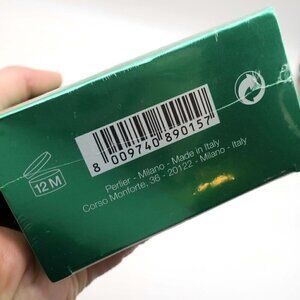 8 009740 890157
12 M
Perlier - Milano - Made in Italy
Corso Monforte, 36 - 20122 - Milano - Italy